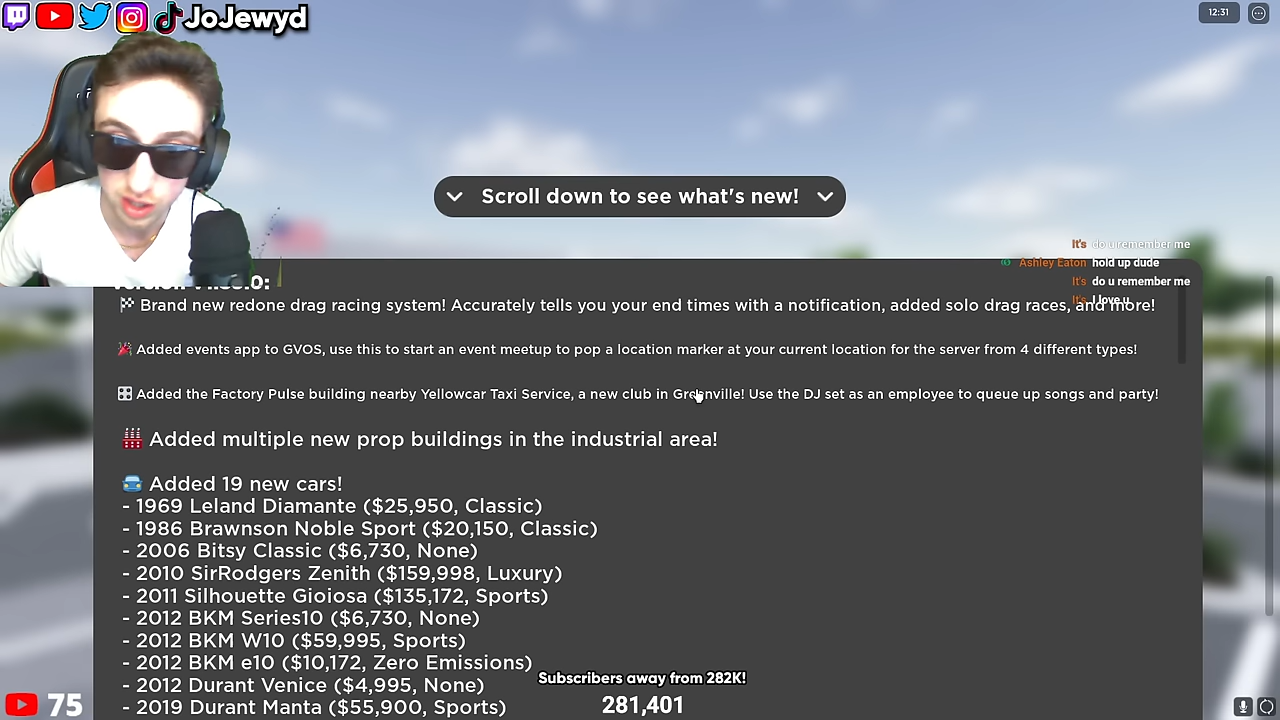 JoJewyd
12:31
Scroll down to see what's new!
It's do u remember me
Ashley Eaton hold up dude
It's do u remember me
It's I love u
🏁 Brand new redone drag racing system! Accurately tells you your end times with a notification, added solo drag races, and more!
🎉 Added events app to GVOS, use this to start an event meetup to pop a location marker at your current location for the server from 4 different types!
🎛️ Added the Factory Pulse building nearby Yellowcar Taxi Service, a new club in Greenville! Use the DJ set as an employee to queue up songs and party!
🏭 Added multiple new prop buildings in the industrial area!
🚘 Added 19 new cars!
- 1969 Leland Diamante ($25,950, Classic)
- 1986 Brawnson Noble Sport ($20,150, Classic)
- 2006 Bitsy Classic ($6,730, None)
- 2010 SirRodgers Zenith ($159,998, Luxury)
- 2011 Silhouette Gioiosa ($135,172, Sports)
- 2012 BKM Series10 ($6,730, None)
- 2012 BKM W10 ($59,995, Sports)
- 2012 BKM e10 ($10,172, Zero Emissions)
- 2012 Durant Venice ($4,995, None)
- 2019 Durant Manta ($55,900, Sports)
Subscribers away from 282K!
281,401
75